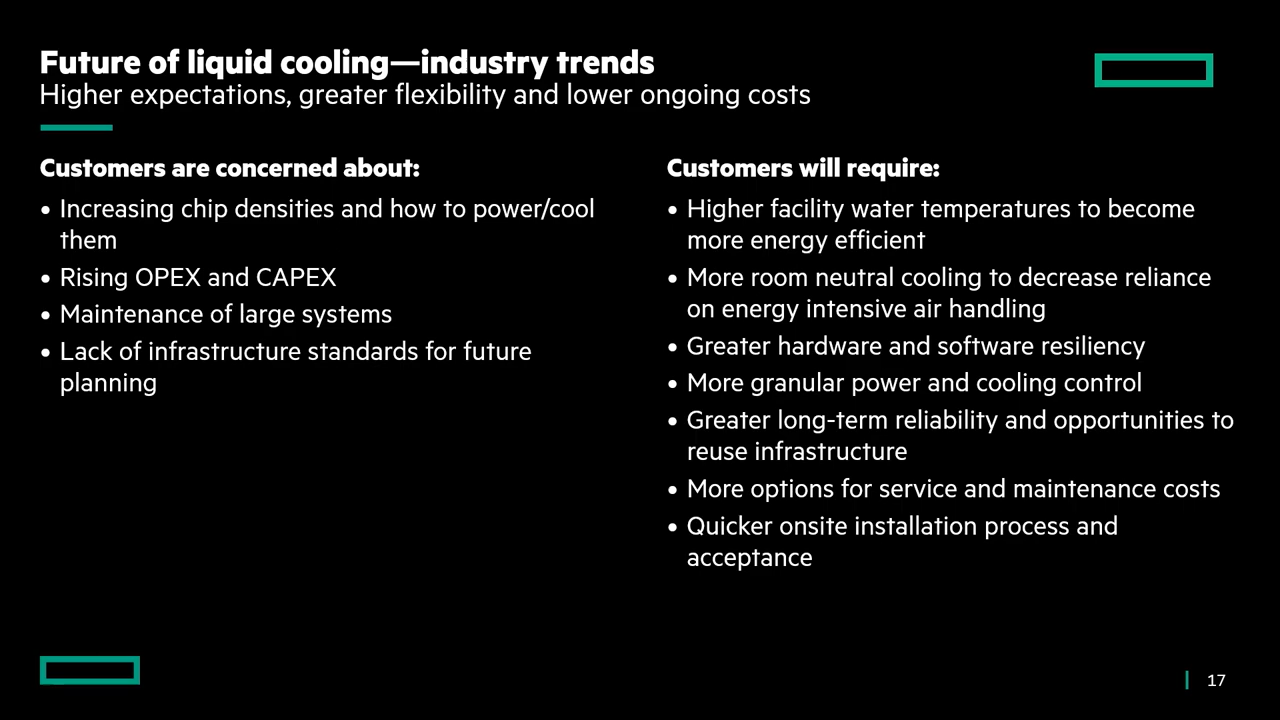 Future of liquid cooling—industry trends
Higher expectations, greater flexibility and lower ongoing costs
Customers are concerned about:
• Increasing chip densities and how to power/cool
them
• Rising OPEX and CAPEX
• Maintenance of large systems
• Lack of infrastructure standards for future
planning
Customers will require:
• Higher facility water temperatures to become
more energy efficient
• More room neutral cooling to decrease reliance
on energy intensive air handling
• Greater hardware and software resiliency
• More granular power and cooling control
• Greater long-term reliability and opportunities to
reuse infrastructure
• More options for service and maintenance costs
• Quicker onsite installation process and
acceptance
17